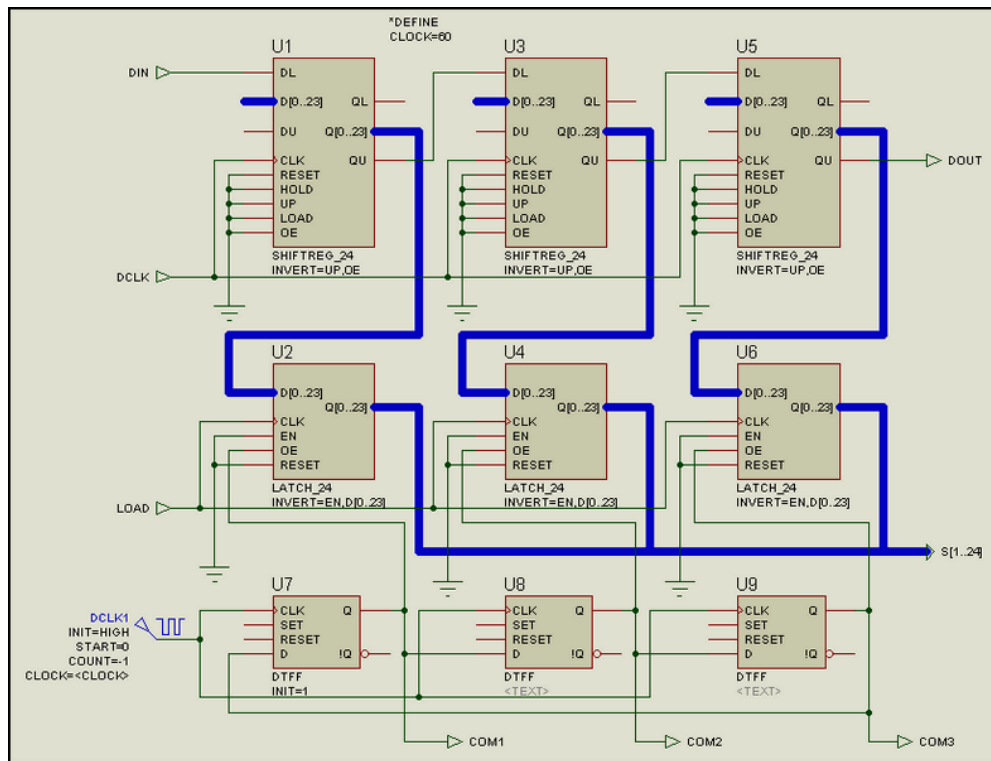 *DEFINE
CLOCK=60
U1
U3
U5
DIN
DL
D[0..23]
QL
DU
Q[0..23]
CLK
QU
RESET
HOLD
UP
LOAD
OE
SHIFTREG_24
INVERT=UP,OE
DL
D[0..23]
QL
DU
Q[0..23]
CLK
QU
RESET
HOLD
UP
LOAD
OE
SHIFTREG_24
INVERT=UP,OE
DL
D[0..23]
QL
DU
Q[0..23]
CLK
QU
RESET
HOLD
UP
LOAD
OE
SHIFTREG_24
INVERT=UP,OE
DOUT
DCLK
U2
U4
U6
D[0..23]
Q[0..23]
CLK
EN
OE
RESET
LATCH_24
INVERT=EN,D[0..23]
D[0..23]
Q[0..23]
CLK
EN
OE
RESET
LATCH_24
INVERT=EN,D[0..23]
D[0..23]
Q[0..23]
CLK
EN
OE
RESET
LATCH_24
INVERT=EN,D[0..23]
LOAD
S[1..24]
U7
U8
U9
DCLK1
INIT=HIGH
START=0
COUNT=-1
CLOCK=<CLOCK>
CLK
Q
SET
RESET
D
!Q
DTFF
INIT=1
CLK
Q
SET
RESET
D
!Q
DTFF
<TEXT>
CLK
Q
SET
RESET
D
!Q
DTFF
<TEXT>
COM1
COM2
COM3